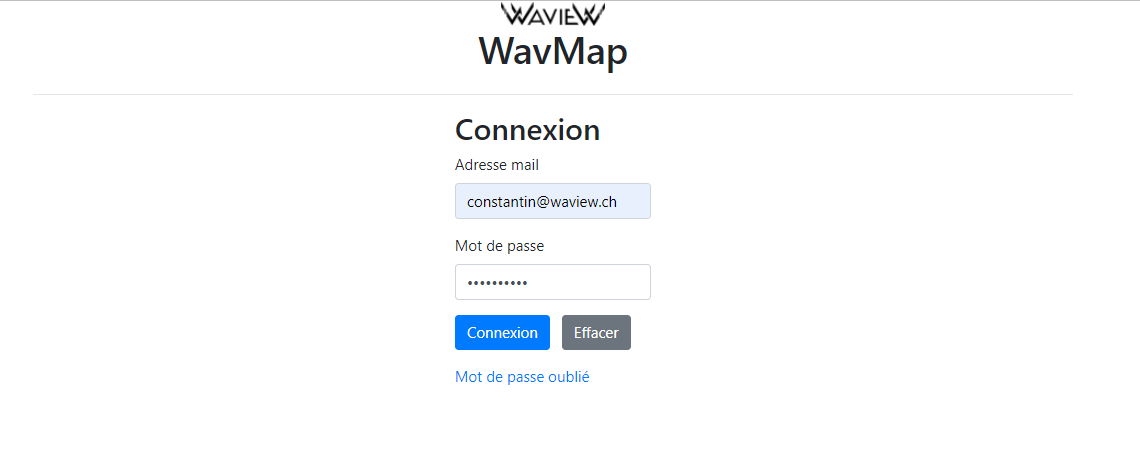 WAVIEW
WavMap
Connexion
Adresse mail
constantin@waview.ch
Mot de passe
••••••••••
Connexion Effacer
Mot de passe oublié